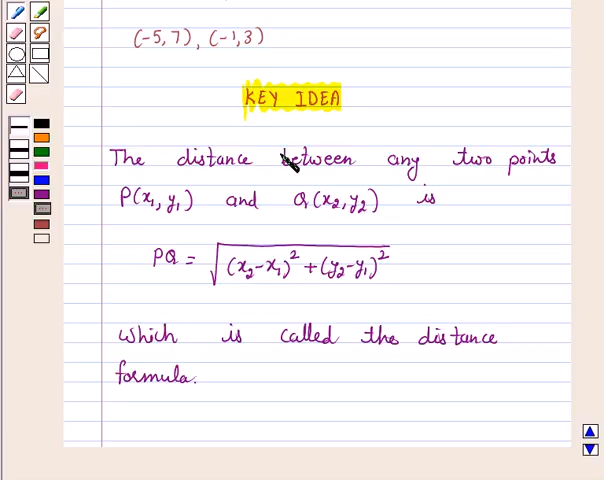 (-5,7), (-1,3)
KEY IDEA
The distance between any two points
P(x₁, y₁) and Q(x₂, y₂) is
PQ = √((x₂-x₁)² + (y₂-y₁)²)
which is called the distance
formula.